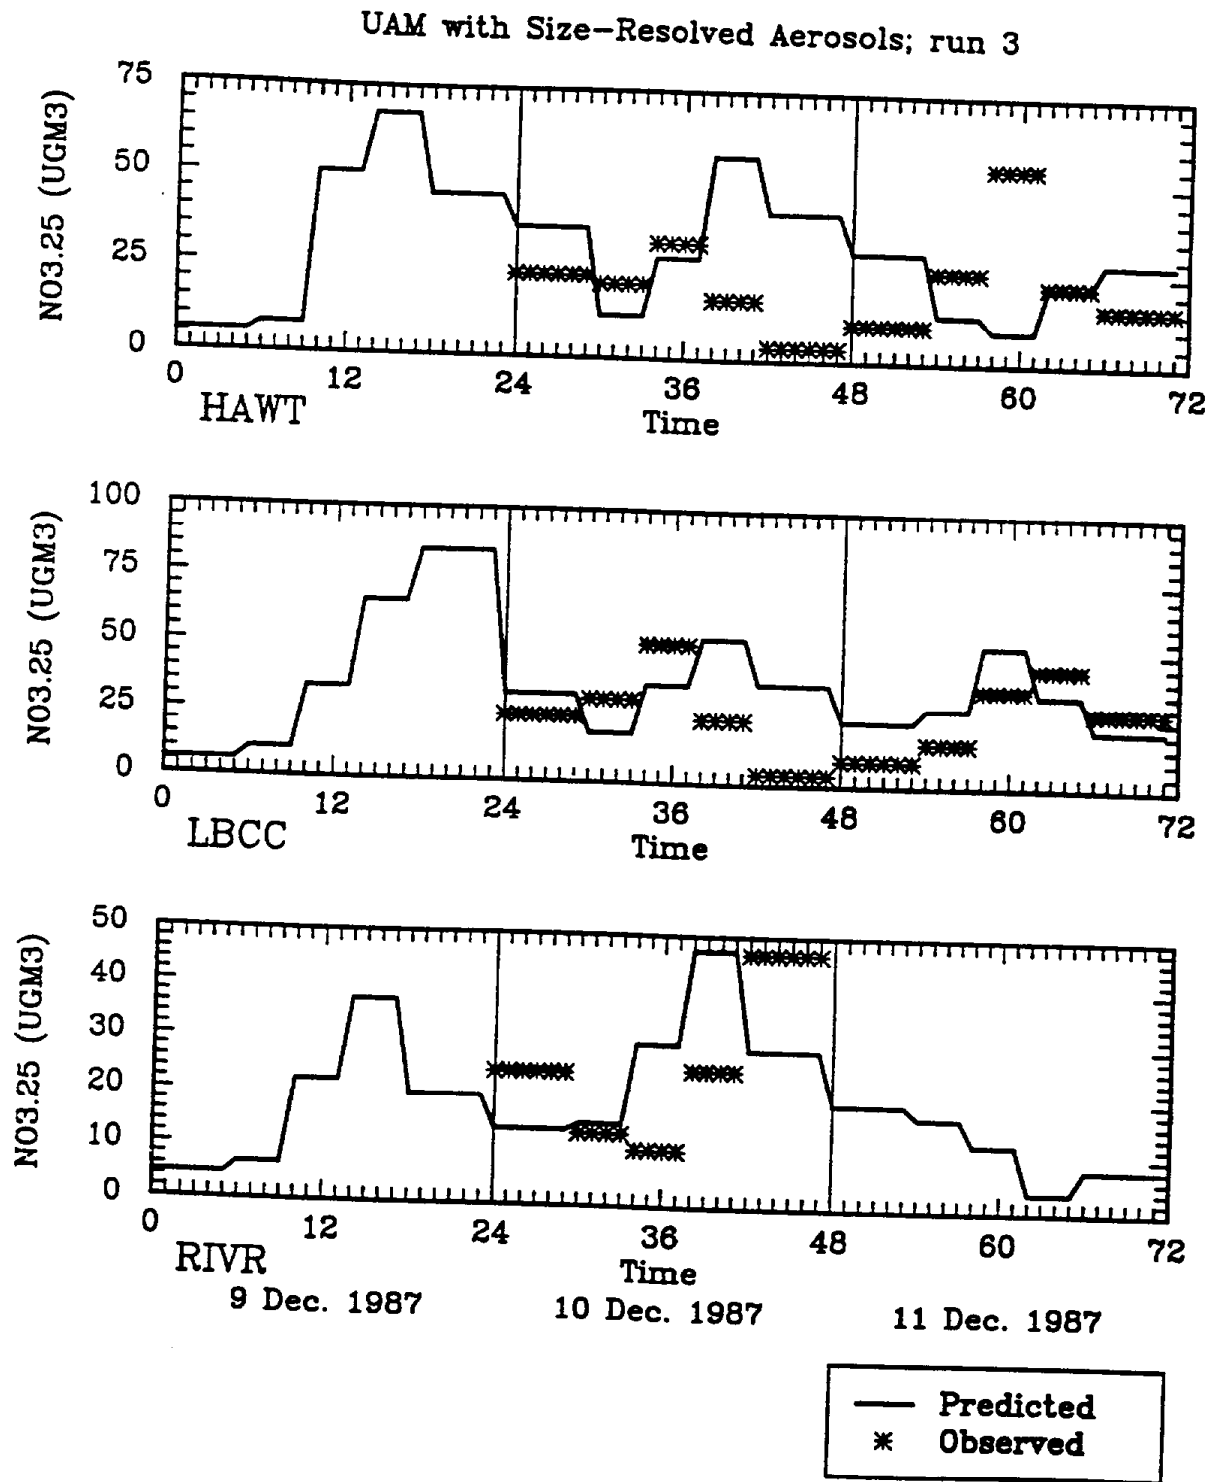 UAM with Size-Resolved Aerosols; run 3
NO3.25 (UGM3)
75
50
25
0
0 12 24 36 48 60 72
HAWT
Time
NO3.25 (UGM3)
100
75
50
25
0
0 12 24 36 48 60 72
LBCC
Time
NO3.25 (UGM3)
50
40
30
20
10
0
0 12 24 36 48 60 72
RIVR
Time
9 Dec. 1987 10 Dec. 1987 11 Dec. 1987
Predicted
Observed